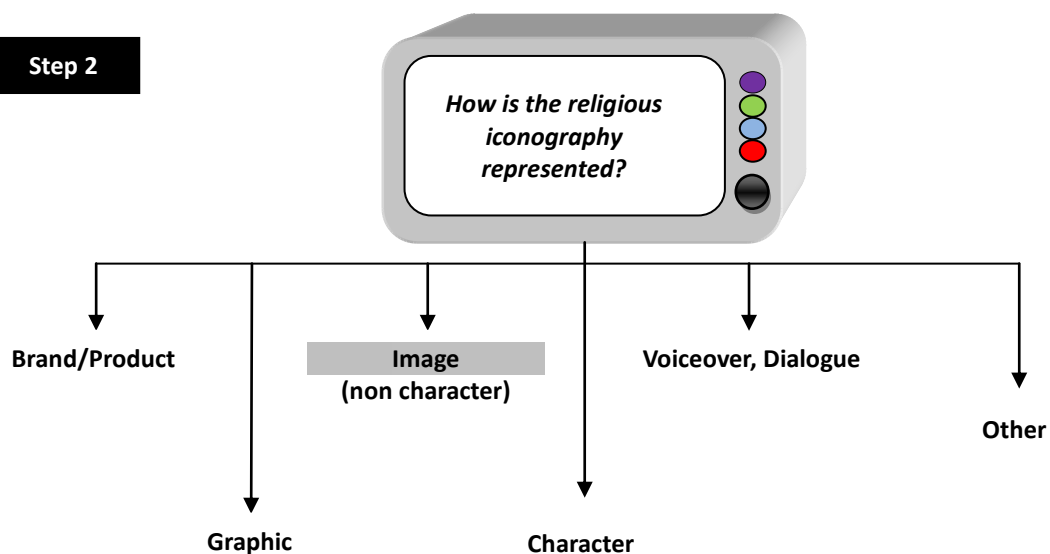 Step 2
How is the religious
iconography
represented?
Brand/Product
Image
(non character)
Voiceover, Dialogue
Other
Graphic
Character